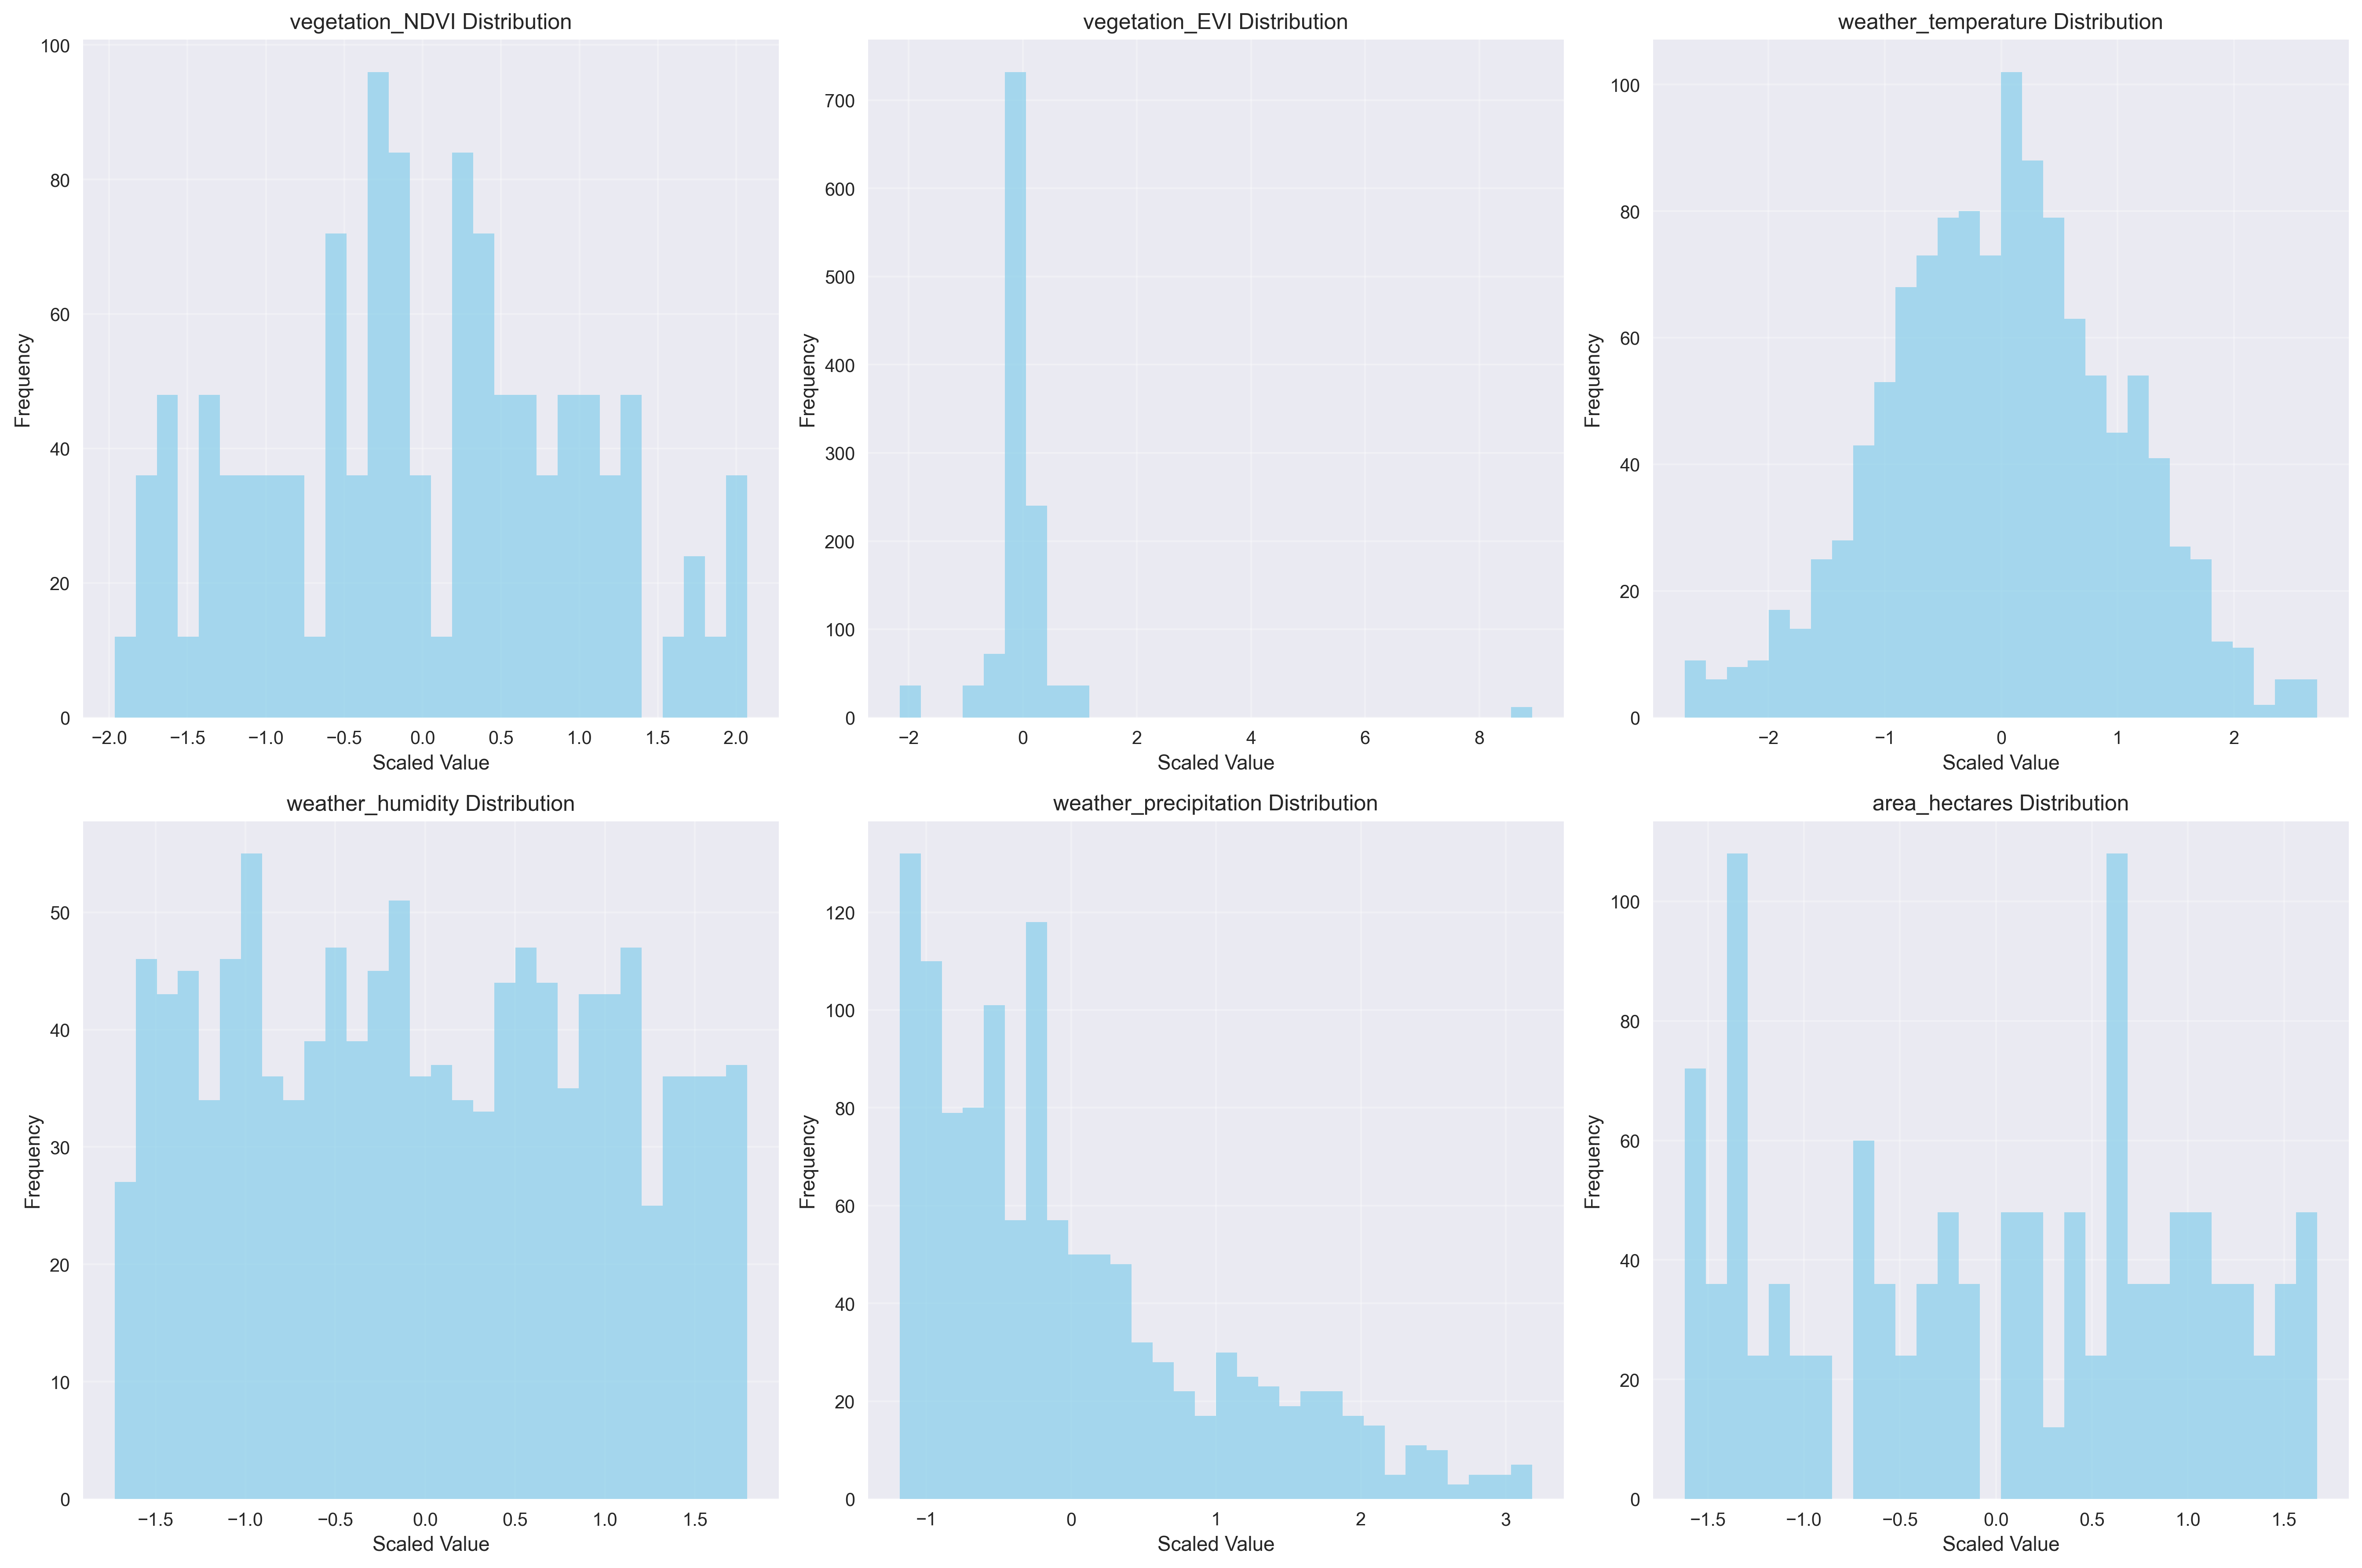 vegetation_NDVI Distribution
100
80
60
40
20
0
Frequency
−2.0 −1.5 −1.0 −0.5 0.0 0.5 1.0 1.5 2.0
Scaled Value
vegetation_EVI Distribution
700
600
500
400
300
200
100
0
Frequency
−2 0 2 4 6 8
Scaled Value
weather_temperature Distribution
100
80
60
40
20
0
Frequency
−2 −1 0 1 2
Scaled Value
weather_humidity Distribution
50
40
30
20
10
0
Frequency
−1.5 −1.0 −0.5 0.0 0.5 1.0 1.5
Scaled Value
weather_precipitation Distribution
120
100
80
60
40
20
0
Frequency
−1 0 1 2 3
Scaled Value
area_hectares Distribution
100
80
60
40
20
0
Frequency
−1.5 −1.0 −0.5 0.0 0.5 1.0 1.5
Scaled Value